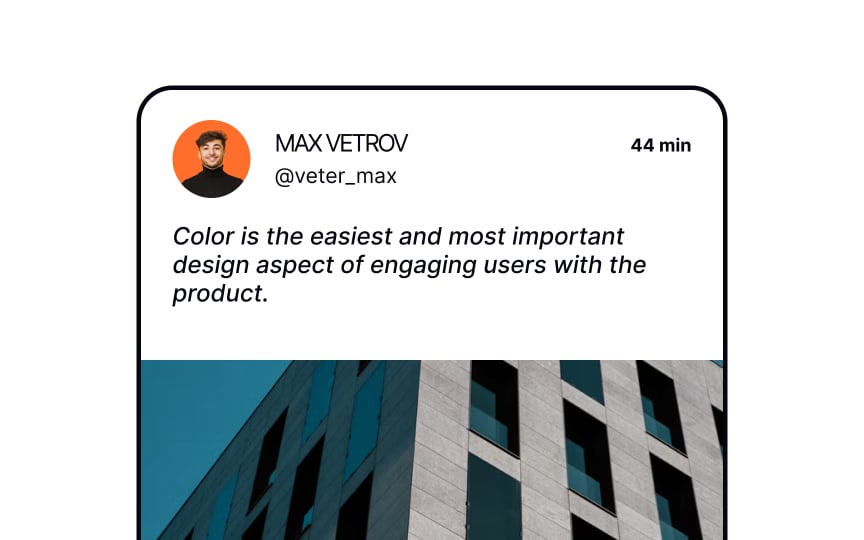 MAX VETROV
44 min
@veter_max
Color is the easiest and most important
design aspect of engaging users with the
product.